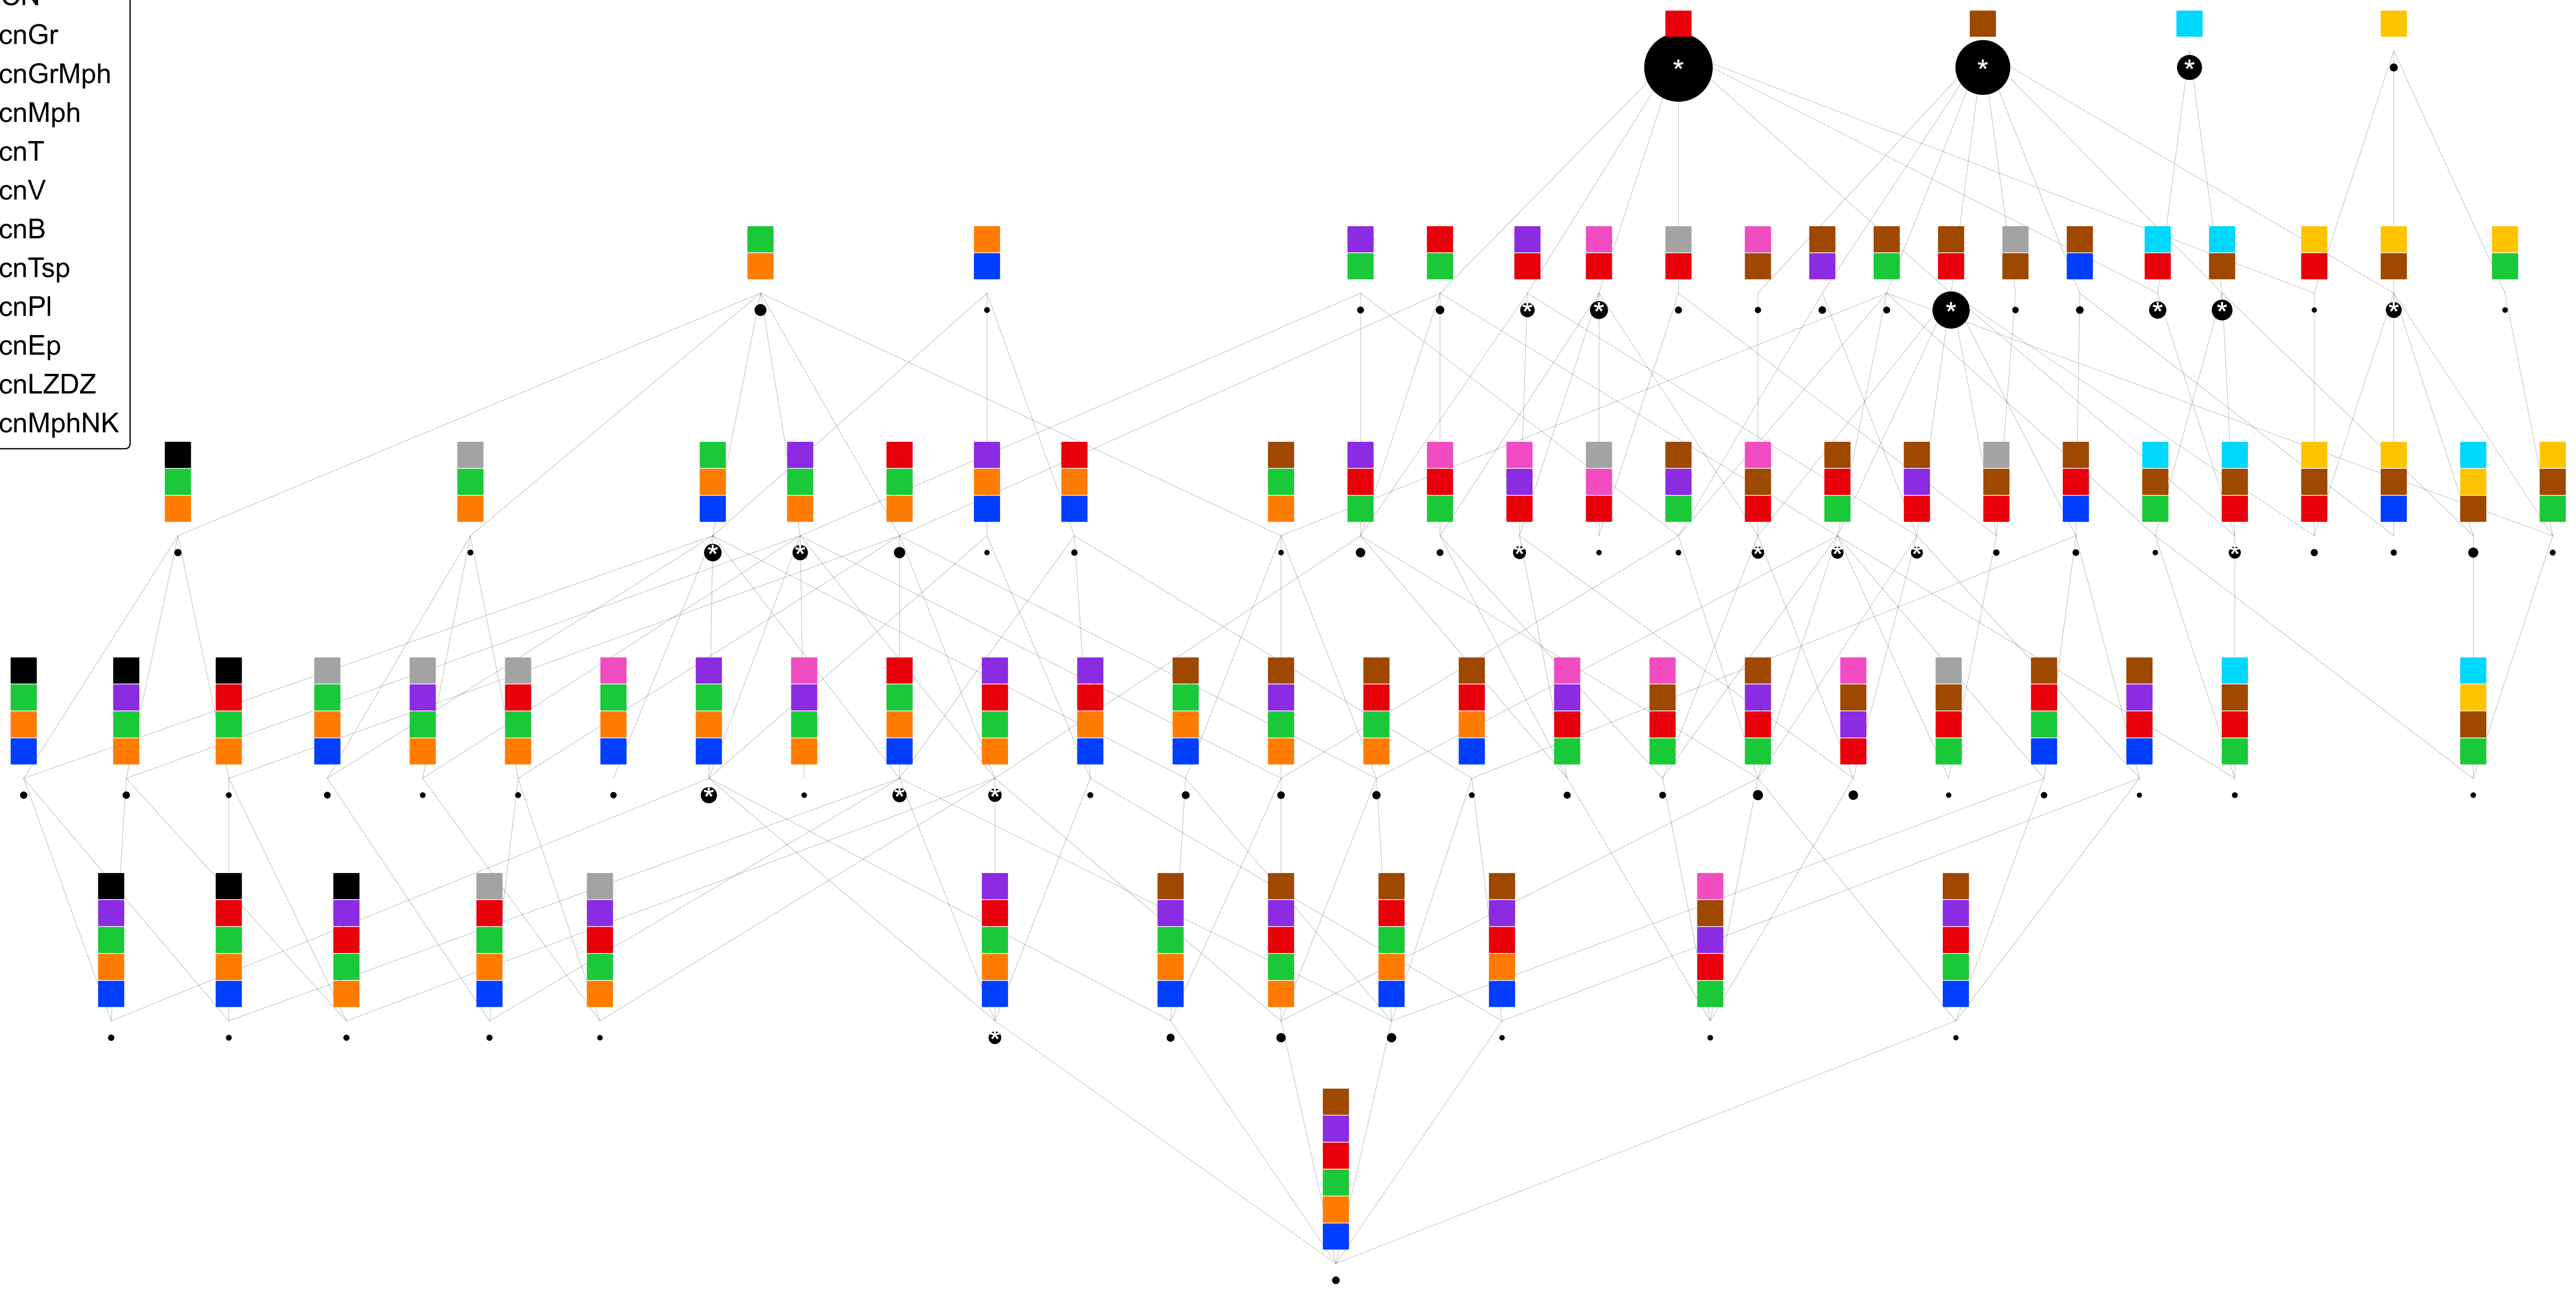 cnGr
cnGrMph
cnMph
cnT
cnV
cnB
cnTsp
cnPl
cnEp
cnLZDZ
cnMphNK
* * *
* * * * * *
* * * * * * * *
* * *
*